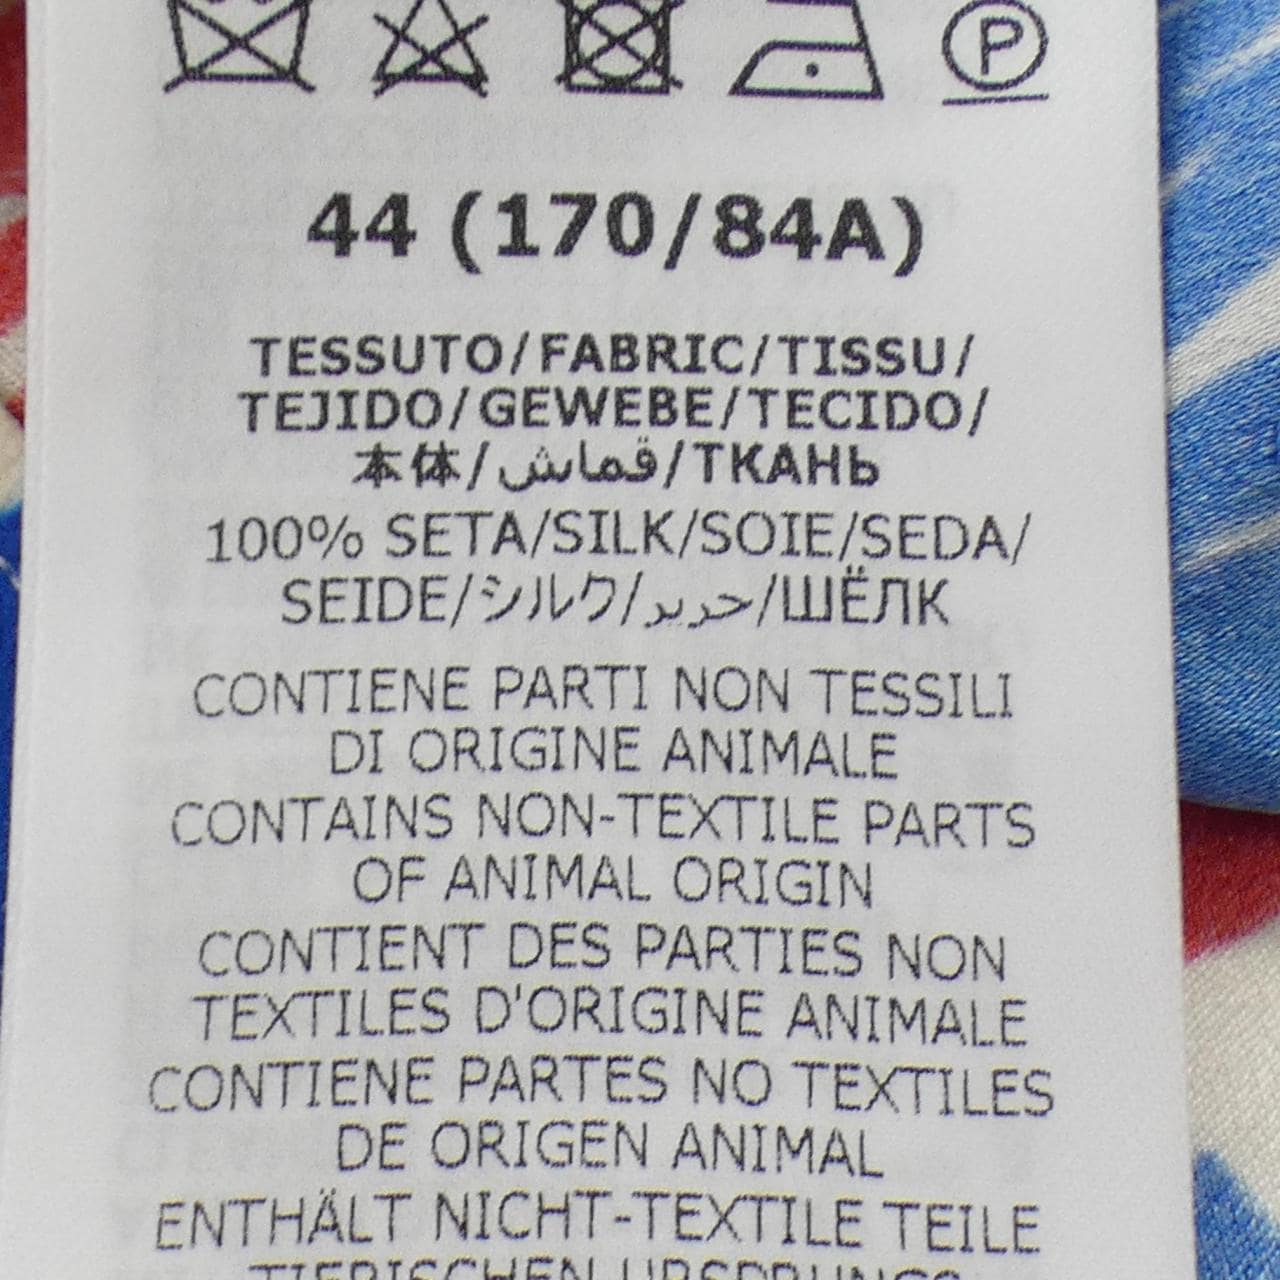 P
44 (170/84A)
TESSUTO/FABRIC/TISSU/
TEJIDO/GEWEBE/TECIDO/
本体/قماش/ТКАНЬ
100% SETA/SILK/SOIE/SEDA/
SEIDE/シルク/حرير/ШЁЛК
CONTIENE PARTI NON TESSILI
DI ORIGINE ANIMALE
CONTAINS NON-TEXTILE PARTS
OF ANIMAL ORIGIN
CONTIENT DES PARTIES NON
TEXTILES D'ORIGINE ANIMALE
CONTIENE PARTES NO TEXTILES
DE ORIGEN ANIMAL
ENTHÄLT NICHT-TEXTILE TEILE
TIERISCHEN URSPRUNGS